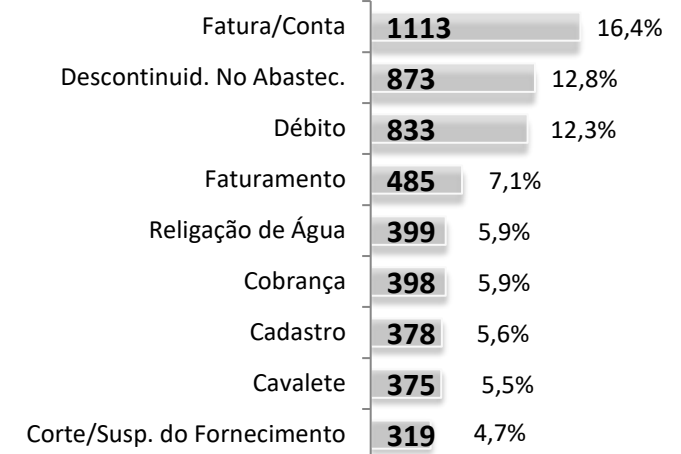 Fatura/Conta 1113 16,4%
Descontinuid. No Abastec. 873 12,8%
Débito 833 12,3%
Faturamento 485 7,1%
Religação de Água 399 5,9%
Cobrança 398 5,9%
Cadastro 378 5,6%
Cavalete 375 5,5%
Corte/Susp. do Fornecimento 319 4,7%